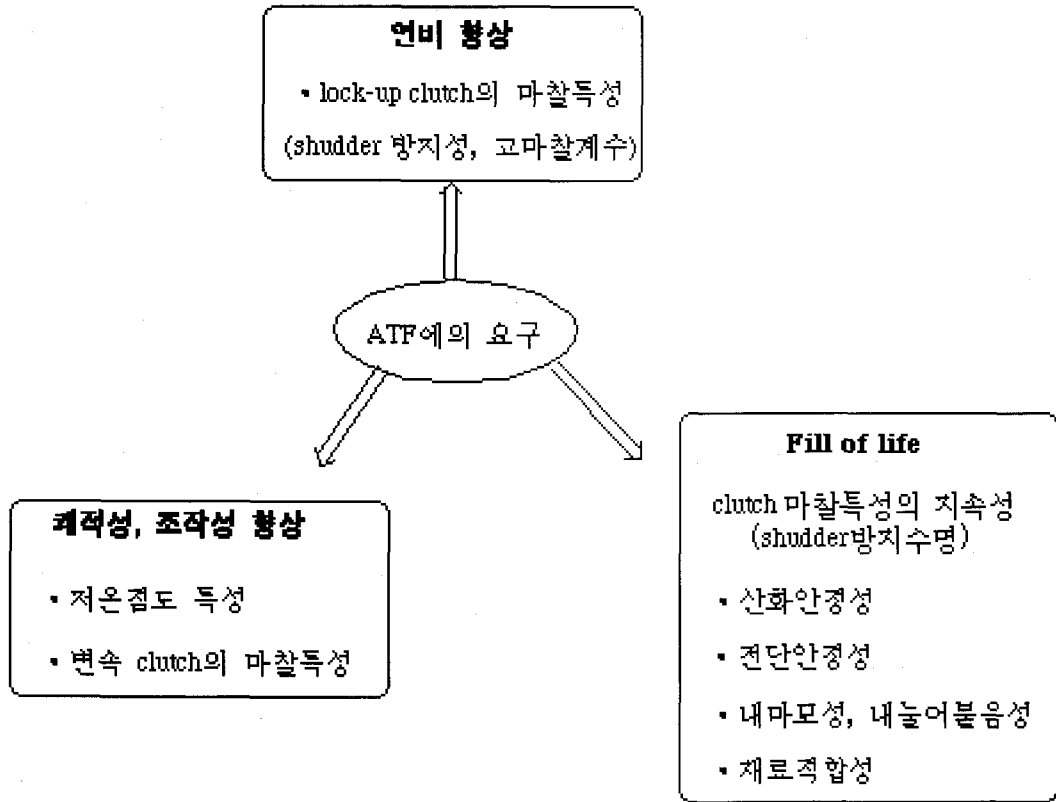 연비 향상
▪ lock-up clutch의 마찰특성
(shudder 방지성, 고마찰계수)
ATF에의 요구
쾌적성, 조작성 향상
▪ 저온점도 특성
▪ 변속 clutch의 마찰특성
Fill of life
clutch 마찰특성의 지속성
(shudder방지수명)
▪ 산화안정성
▪ 전단안정성
▪ 내마모성, 내눌어붙음성
▪ 재료적합성